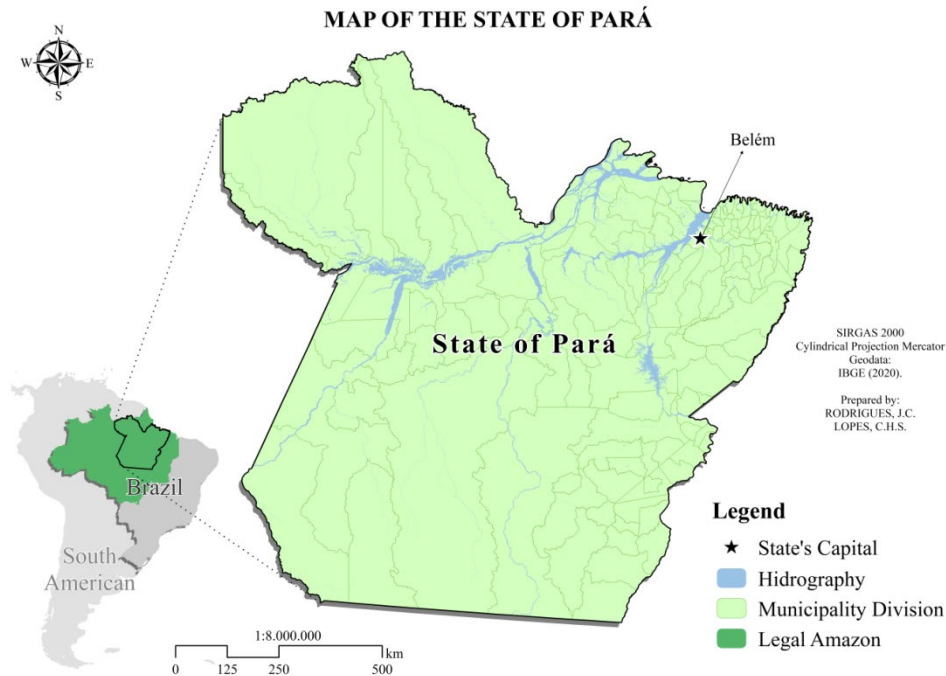 MAP OF THE STATE OF PARÁ
N
W
E
S
Belém
State of Pará
SIRGAS 2000
Cylindrical Projection Mercator
Geodata:
IBGE (2020).
Prepared by:
RODRIGUES, J.C.
LOPES, C.H.S.
Brazil
South
American
Legend
State's Capital
Hidrography
Municipality Division
Legal Amazon
1:8.000.000
km
0 125 250 500